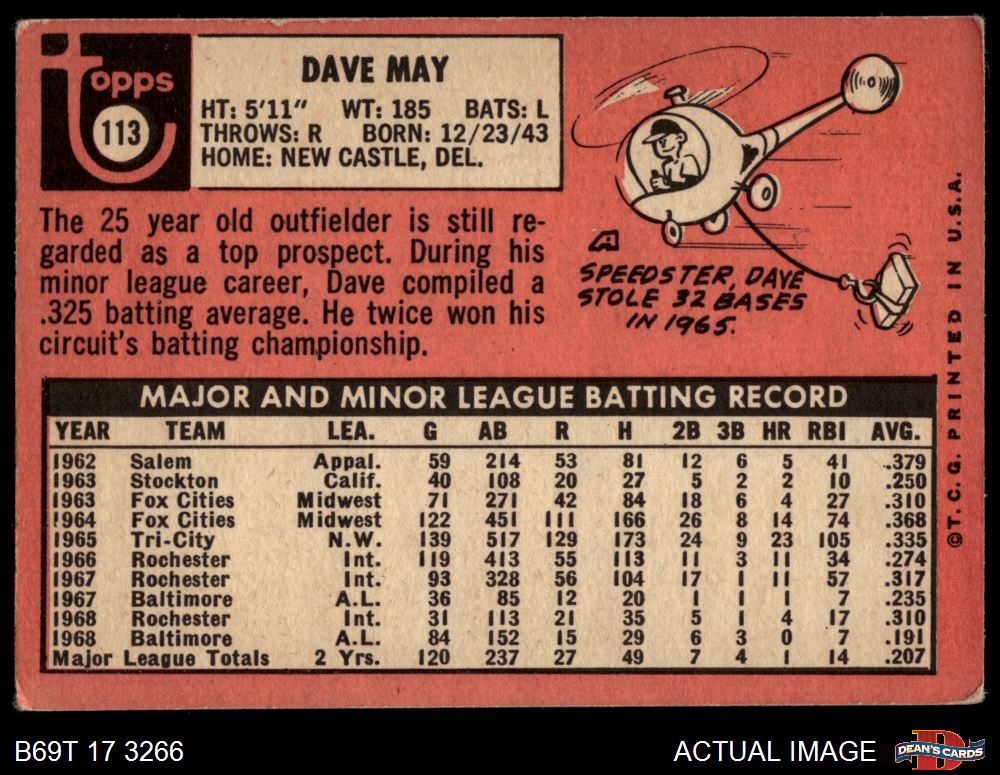 topps
113
DAVE MAY
HT: 5'11" WT: 185 BATS: L
THROWS: R BORN: 12/23/43
HOME: NEW CASTLE, DEL.
The 25 year old outfielder is still re-
garded as a top prospect. During his
minor league career, Dave compiled a
.325 batting average. He twice won his
circuit's batting championship.
SPEEDSTER, DAVE
STOLE 32 BASES
IN 1965.
MAJOR AND MINOR LEAGUE BATTING RECORD
YEAR TEAM LEA. G AB R H 2B 3B HR RBI AVG.
1962 Salem Appal. 59 214 53 81 12 6 5 41 .379
1963 Stockton Calif. 40 108 20 27 5 2 2 10 .250
1963 Fox Cities Midwest 71 271 42 84 18 6 4 27 .310
1964 Fox Cities Midwest 122 451 111 166 26 8 14 74 .368
1965 Tri-City N.W. 139 517 129 173 24 9 23 105 .335
1966 Rochester Int. 119 413 55 113 11 3 11 34 .274
1967 Rochester Int. 93 328 56 104 17 1 11 57 .317
1967 Baltimore A.L. 36 85 12 20 1 1 1 7 .235
1968 Rochester Int. 31 113 21 35 5 1 4 17 .310
1968 Baltimore A.L. 84 152 15 29 6 3 0 7 .191
Major League Totals 2 Yrs. 120 237 27 49 7 4 1 14 .207
©T. C. G. PRINTED IN U.S.A.
B69T 17 3266
ACTUAL IMAGE
DEAN'S CARDS